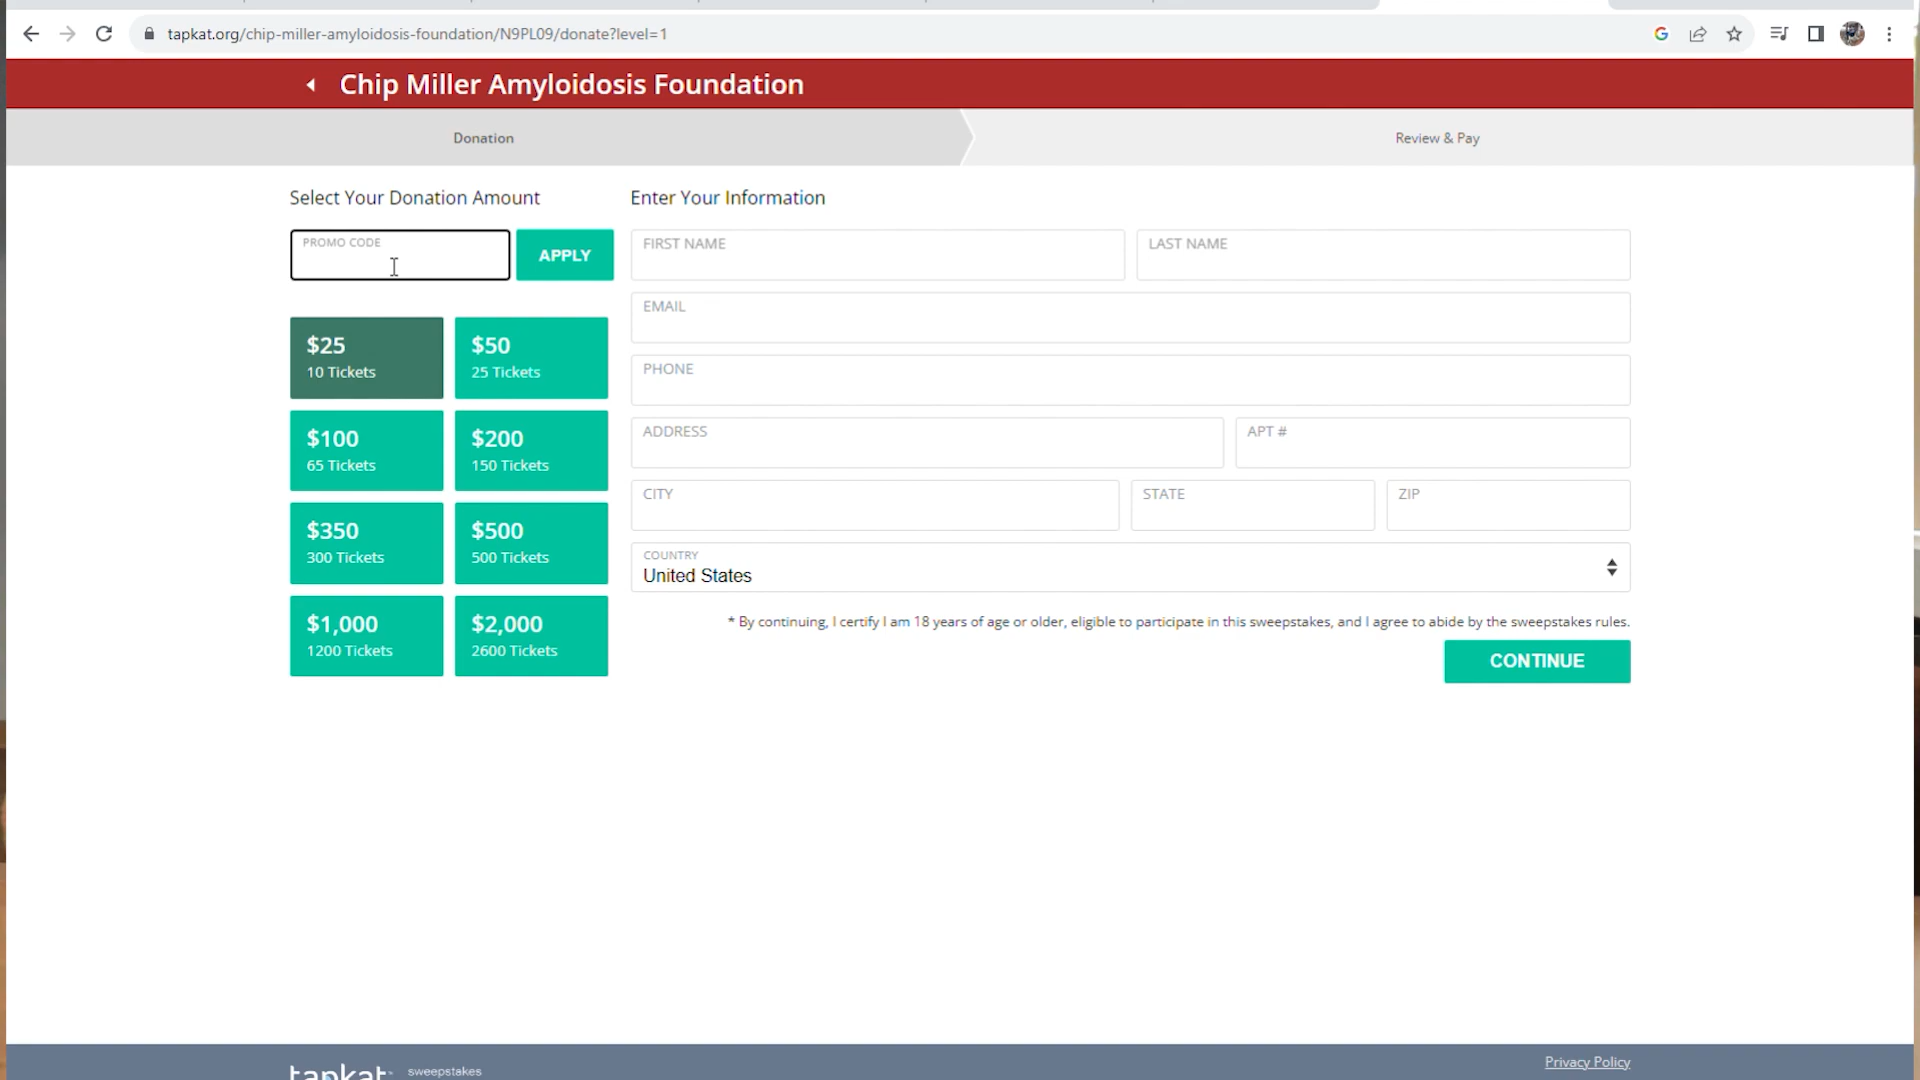 tapkat.org/chip-miller-amyloidosis-foundation/N9PL09/donate?level=1
Chip Miller Amyloidosis Foundation
Donation
Review & Pay
Select Your Donation Amount
Enter Your Information
PROMO CODE
APPLY
FIRST NAME
LAST NAME
EMAIL
$25
10 Tickets
$50
25 Tickets
PHONE
$100
65 Tickets
$200
150 Tickets
ADDRESS
APT #
CITY
STATE
ZIP
$350
300 Tickets
$500
500 Tickets
COUNTRY
United States
$1,000
1200 Tickets
$2,000
2600 Tickets
* By continuing, I certify I am 18 years of age or older, eligible to participate in this sweepstakes, and I agree to abide by the sweepstakes rules.
CONTINUE
tapkat
sweepstakes
Privacy Policy